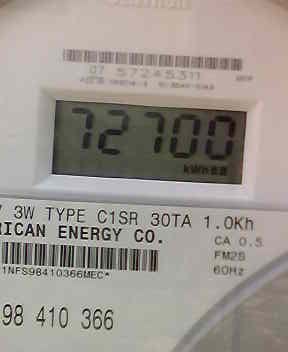 07 57245311
72700
kWh
3W TYPE C1SR 30TA 1.0Kh
RICAN ENERGY CO.
CA 0.5
FM2S
60Hz
1NFS98410366MEC*
98 410 366